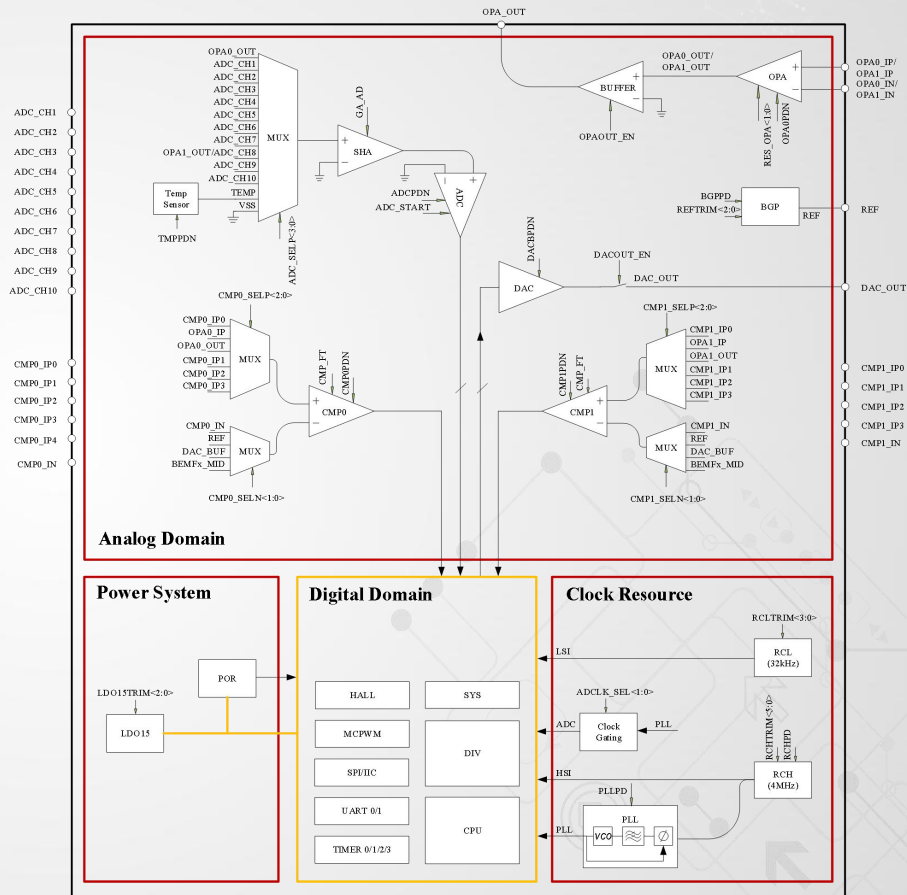 OPA_OUT
OPA0_OUT
ADC_CH1
ADC_CH2
ADC_CH3
ADC_CH4
ADC_CH5
ADC_CH6
ADC_CH7
OPA1_OUT/ADC_CH8
ADC_CH9
ADC_CH10
TEMP
VSS
MUX
Temp
Sensor
TMPPDN
ADC_SELP<3:0>
GA_AD
+
−
SHA
−
+
ADC
ADCPDN
ADC_START
OPA0_OUT/
OPA1_OUT
+
−
BUFFER
OPAOUT_EN
+
−
OPA
RES_OPA<1:0>
OPA0PDN
OPA0_IP/
OPA1_IP
OPA0_IN/
OPA1_IN
BGPPD
REFTRIM<2:0>
BGP
REF
REF
DACBPDN
DAC
DACOUT_EN
DAC_OUT
DAC_OUT
ADC_CH1
ADC_CH2
ADC_CH3
ADC_CH4
ADC_CH5
ADC_CH6
ADC_CH7
ADC_CH8
ADC_CH9
ADC_CH10
CMP0_IP0
CMP0_IP1
CMP0_IP2
CMP0_IP3
CMP0_IP4
CMP0_IN
CMP0_SELP<2:0>
CMP0_IP0
OPA0_IP
OPA0_OUT
CMP0_IP1
CMP0_IP2
CMP0_IP3
MUX
CMP0_IN
REF
DAC_BUF
BEMFx_MID
MUX
CMP0_SELN<1:0>
CMP_FT
CMP0PDN
+
−
CMP0
CMP1PDN
CMP_FT
+
−
CMP1
CMP1_SELP<2:0>
MUX
CMP1_IP0
OPA1_IP
OPA1_OUT
CMP1_IP1
CMP1_IP2
CMP1_IP3
MUX
CMP1_IN
REF
DAC_BUF
BEMFx_MID
CMP1_SELN<1:0>
CMP1_IP0
CMP1_IP1
CMP1_IP2
CMP1_IP3
CMP1_IN
Analog Domain
Power System
POR
LDO15TRIM<2:0>
LDO15
Digital Domain
HALL
SYS
MCPWM
DIV
SPI/IIC
UART 0/1
CPU
TIMER 0/1/2/3
Clock Resource
RCLTRIM<3:0>
LSI
RCL
(32kHz)
ADCLK_SEL<1:0>
ADC
Clock
Gating
PLL
RCHTRIM<5:0>
RCHPD
HSI
RCH
(4MHz)
PLLPD
PLL
PLL
VCO
Ø